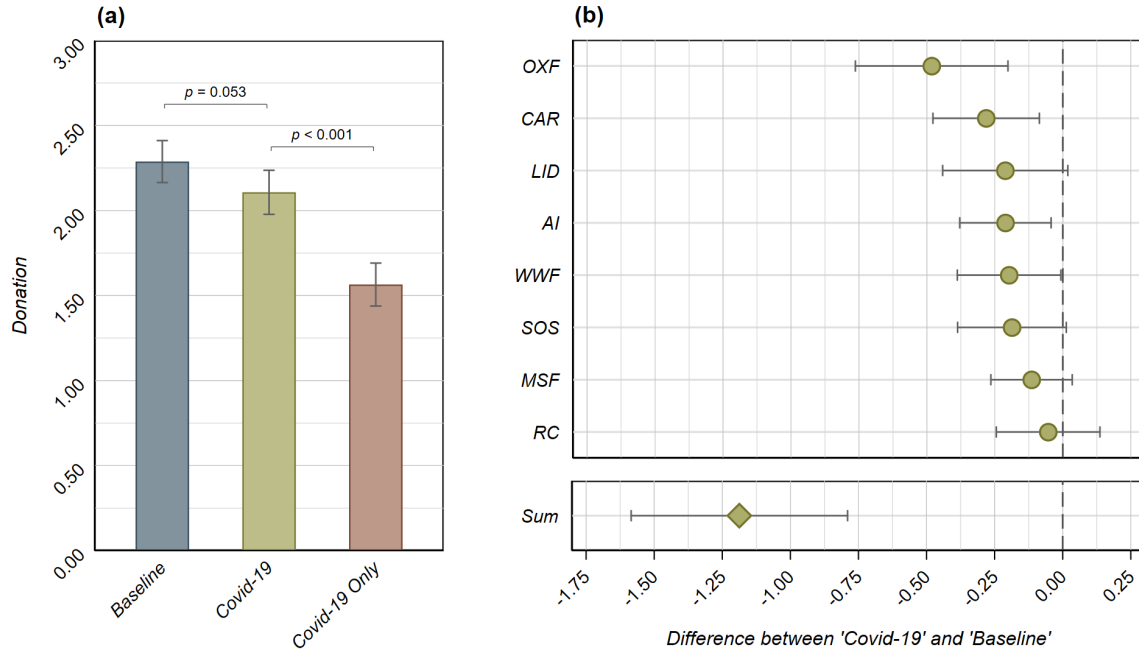 (a)
3.00
2.50
2.00
1.50
1.00
0.50
0.00
Donation
p = 0.053
p < 0.001
Baseline
Covid-19
Covid-19 Only
(b)
OXF
CAR
LID
AI
WWF
SOS
MSF
RC
Sum
-1.75
-1.50
-1.25
-1.00
-0.75
-0.50
-0.25
0.00
0.25
Difference between 'Covid-19' and 'Baseline'